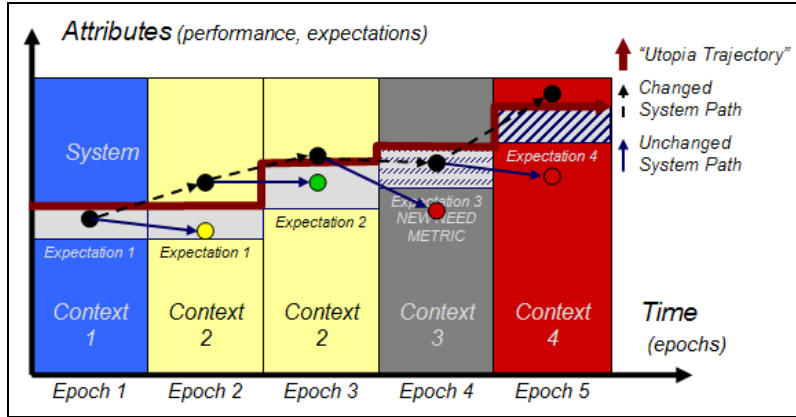 Attributes (performance, expectations)
"Utopia Trajectory"
Changed
System Path
Unchanged
System Path
System
Expectation 1
Expectation 1
Expectation 2
Expectation 3
NEW NEED
METRIC
Expectation 4
Context
1
Context
2
Context
2
Context
3
Context
4
Time
(epochs)
Epoch 1
Epoch 2
Epoch 3
Epoch 4
Epoch 5